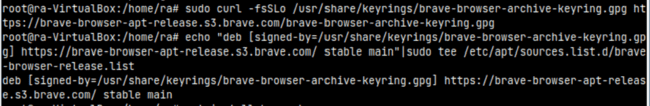 root@ra-VirtualBox:/home/ra# sudo curl -fsSLo /usr/share/keyrings/brave-browser-archive-keyring.gpg ht
tps://brave-browser-apt-release.s3.brave.com/brave-browser-archive-keyring.gpg
root@ra-VirtualBox:/home/ra# echo "deb [signed-by=/usr/share/keyrings/brave-browser-archive-keyring.gp
g] https://brave-browser-apt-release.s3.brave.com/ stable main"|sudo tee /etc/apt/sources.list.d/brave
-browser-release.list
deb [signed-by=/usr/share/keyrings/brave-browser-archive-keyring.gpg] https://brave-browser-apt-releas
e.s3.brave.com/ stable main